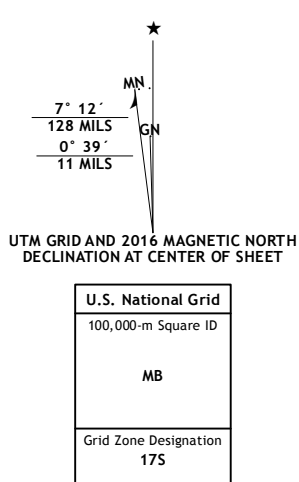 ★
MN
7° 12´
128 MILS
GN
0° 39´
11 MILS
UTM GRID AND 2016 MAGNETIC NORTH
DECLINATION AT CENTER OF SHEET
U.S. National Grid
100,000-m Square ID
MB
Grid Zone Designation
17S